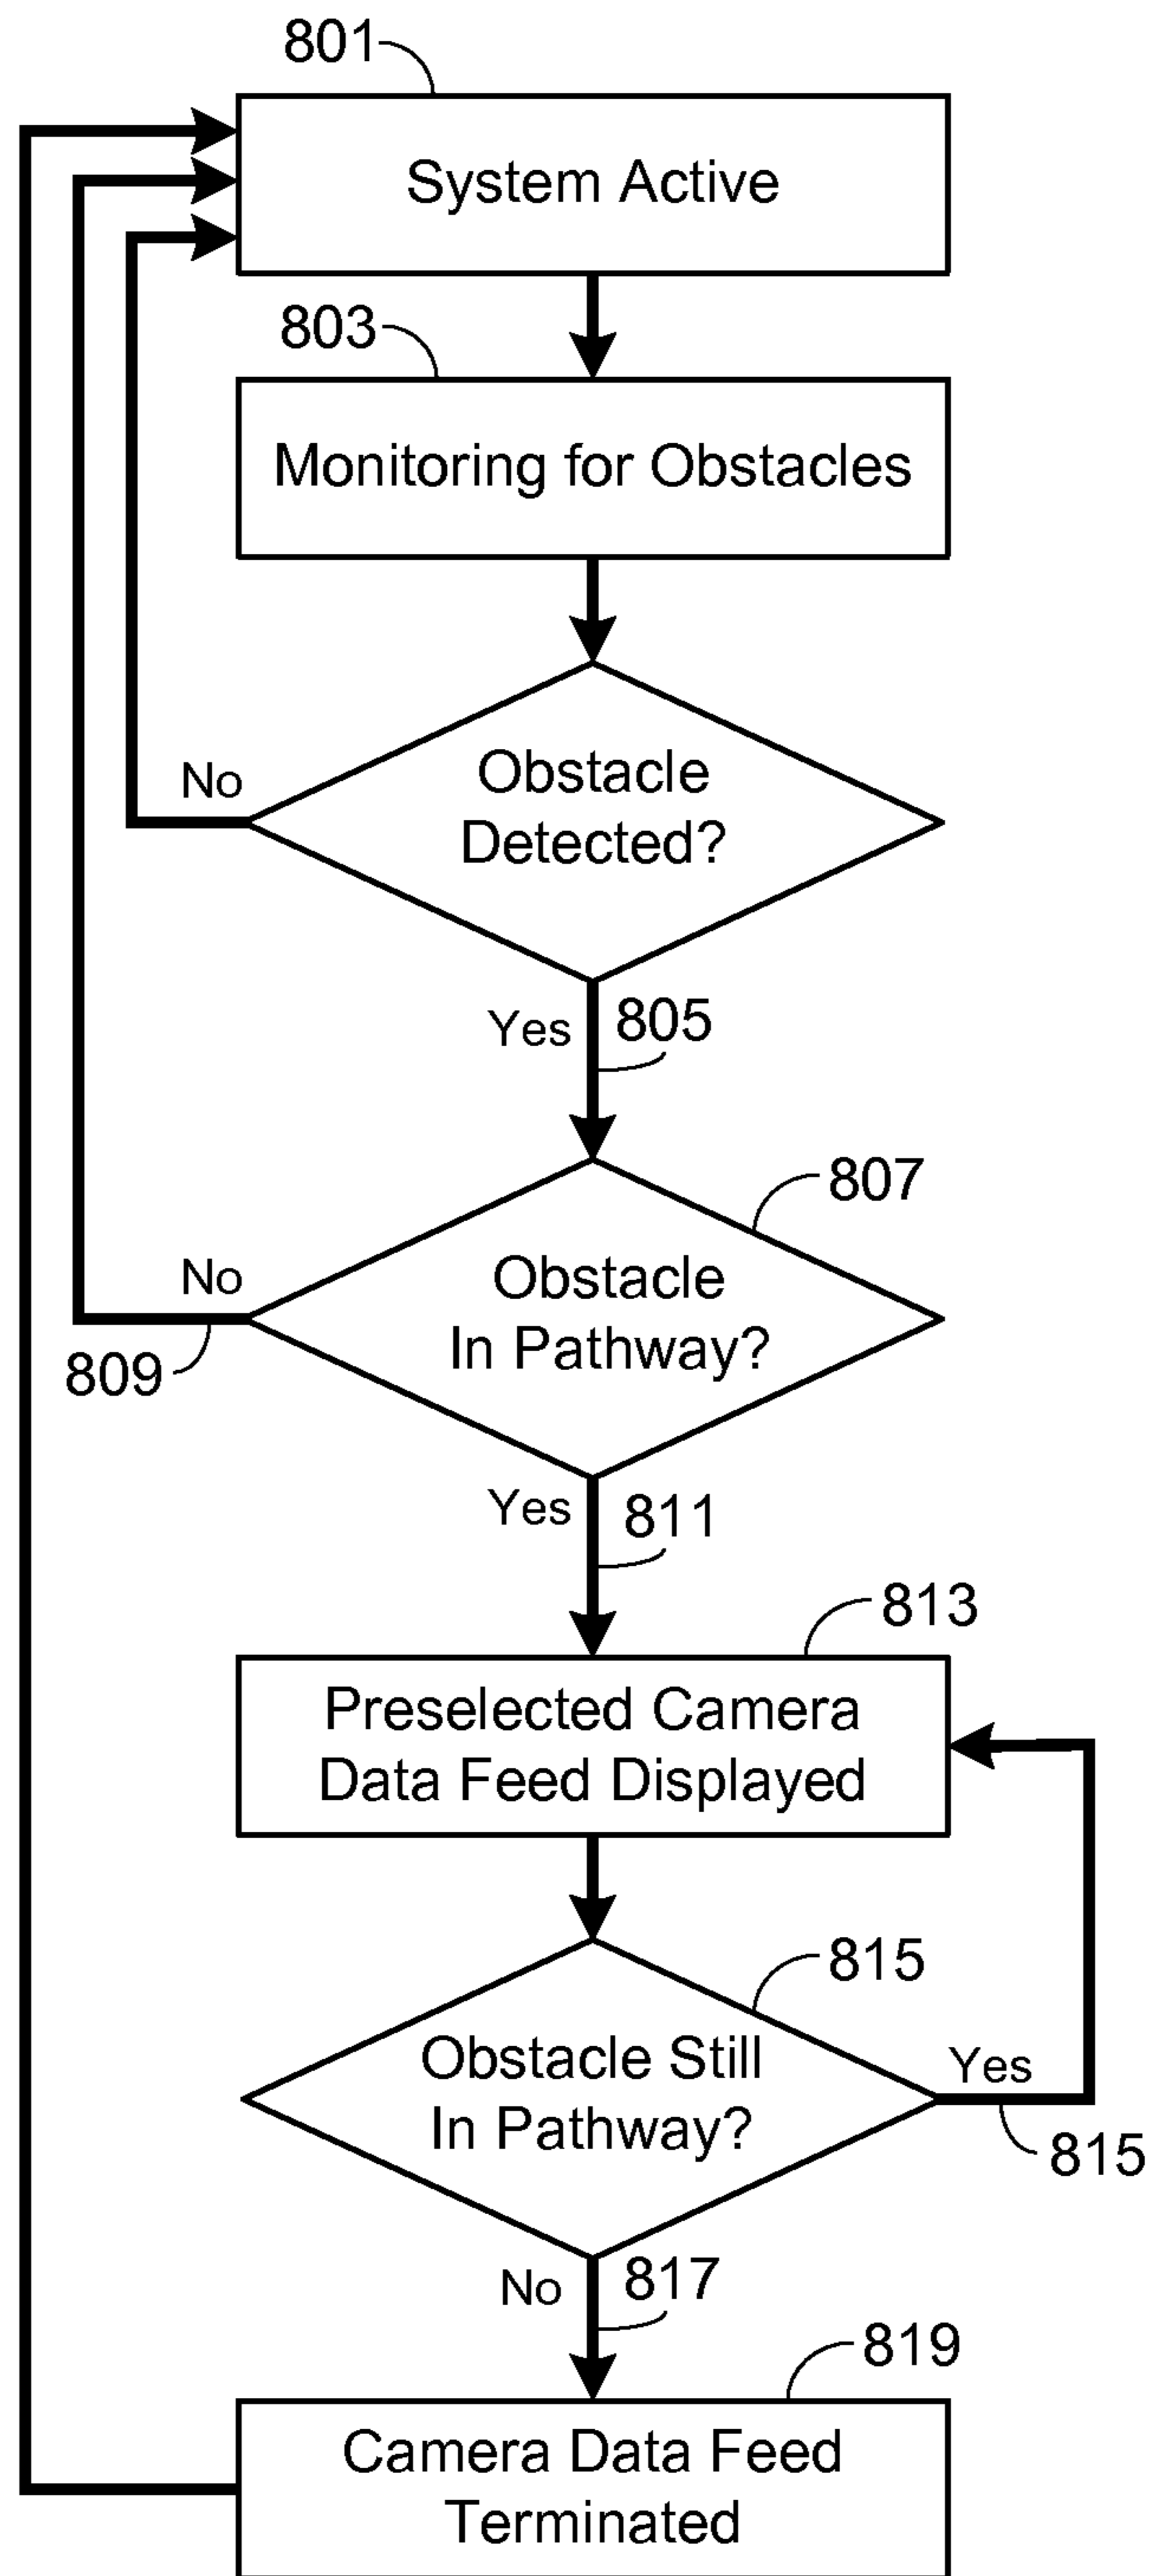 801
System Active
803
Monitoring for Obstacles
No
Obstacle
Detected?
Yes
805
807
No
Obstacle
In Pathway?
809
Yes
811
813
Preselected Camera
Data Feed Displayed
815
Obstacle Still
In Pathway?
Yes
815
No
817
819
Camera Data Feed
Terminated